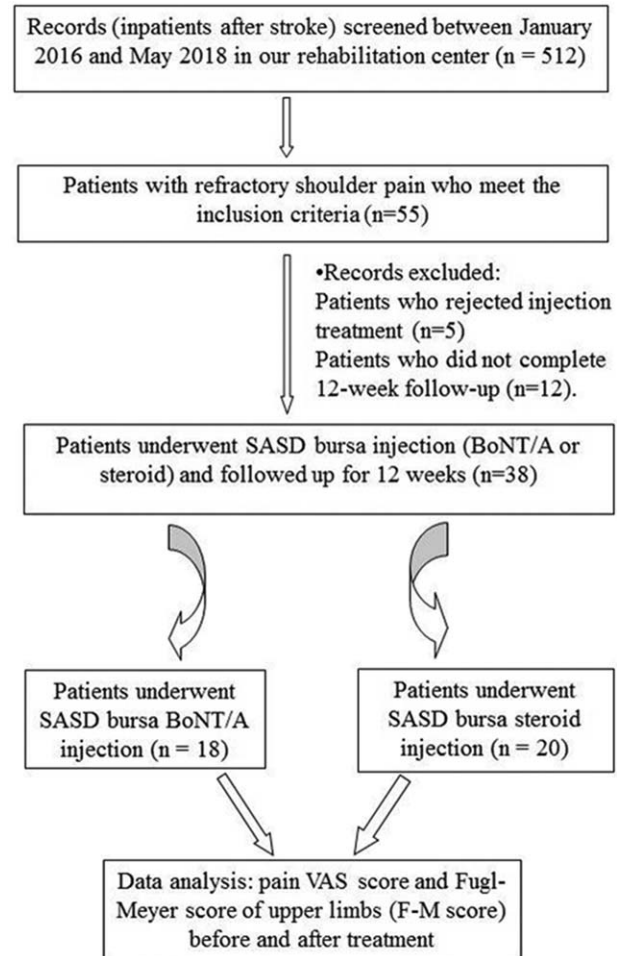 Records (inpatients after stroke) screened between January
2016 and May 2018 in our rehabilitation center (n = 512)
Patients with refractory shoulder pain who meet the
inclusion criteria (n=55)
•Records excluded:
Patients who rejected injection
treatment (n=5)
Patients who did not complete
12-week follow-up (n=12).
Patients underwent SASD bursa injection (BoNT/A or
steroid) and followed up for 12 weeks (n=38)
Patients underwent
SASD bursa BoNT/A
injection (n = 18)
Patients underwent
SASD bursa steroid
injection (n = 20)
Data analysis: pain VAS score and Fugl-
Meyer score of upper limbs (F-M score)
before and after treatment